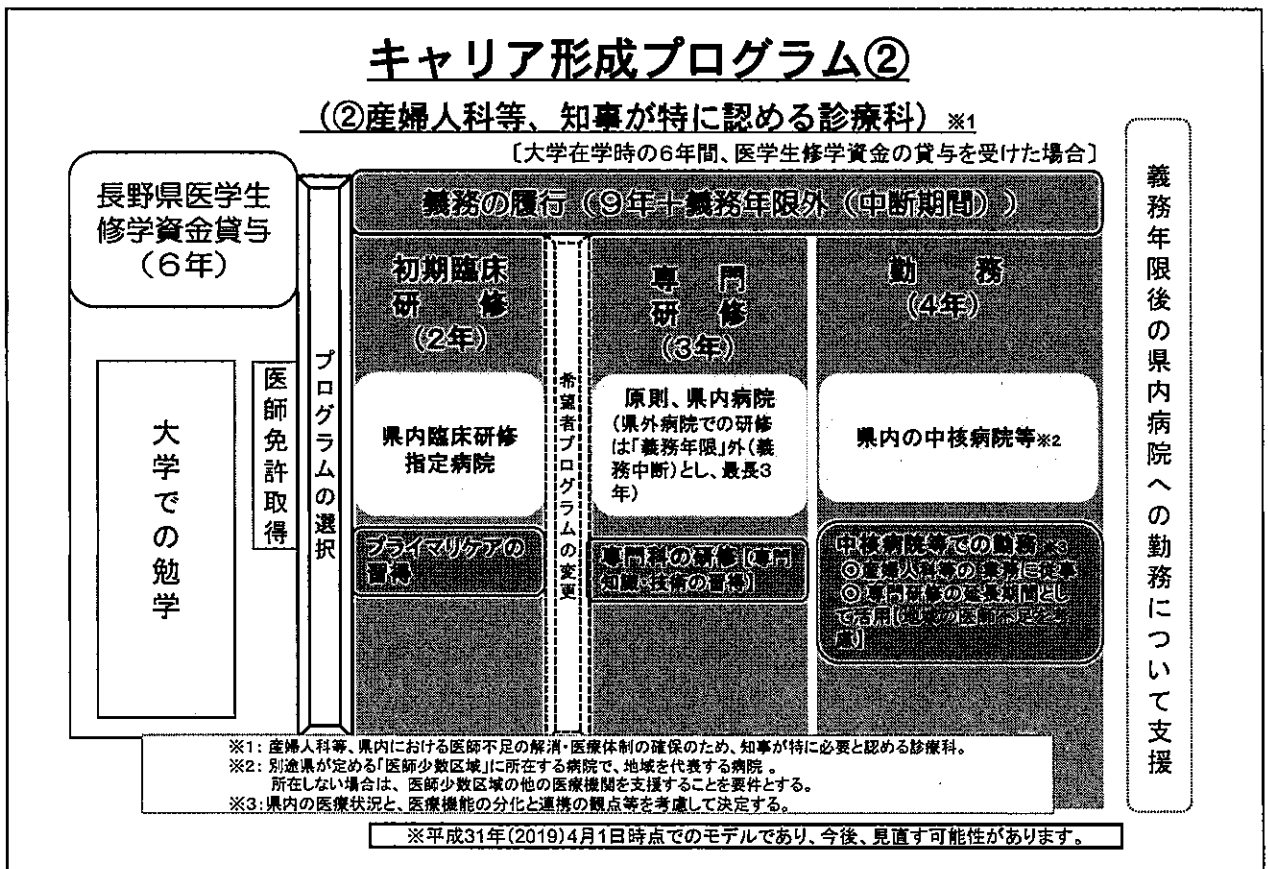 キャリア形成プログラム②
(②産婦人科等、知事が特に認める診療科)※1
〔大学在学時の6年間、医学生修学資金の貸与を受けた場合〕
長野県医学生
修学資金貸与
(6年)
大学での勉学
医師免許取得
プログラムの選択
義務の履行(9年+義務年限外(中断期間))
初期臨床
研 修
(2年)
県内臨床研修
指定病院
プライマリケアの
習得
希望者プログラムの変更
専 門
研 修
(3年)
原則、県内病院
(県外病院での研修
は「義務年限」外(義
務中断)とし、最長3
年)
専門科の研修【専門
知識・技術の習得】
勤 務
(4年)
県内の中核病院等※2
中核病院等での勤務 ※3
◎産婦人科等の業務に従事
◎専門研修の延長期間とし
て活用【地域の医師不足を考
慮】
義務年限後の県内病院への勤務について支援
※1:産婦人科等、県内における医師不足の解消・医療体制の確保のため、知事が特に必要と認める診療科。
※2:別途県が定める「医師少数区域」に所在する病院で、地域を代表する病院。
所在しない場合は、医師少数区域の他の医療機関を支援することを要件とする。
※3:県内の医療状況と、医療機能の分化と連携の観点等を考慮して決定する。
※平成31年(2019)4月1日時点でのモデルであり、今後、見直す可能性があります。